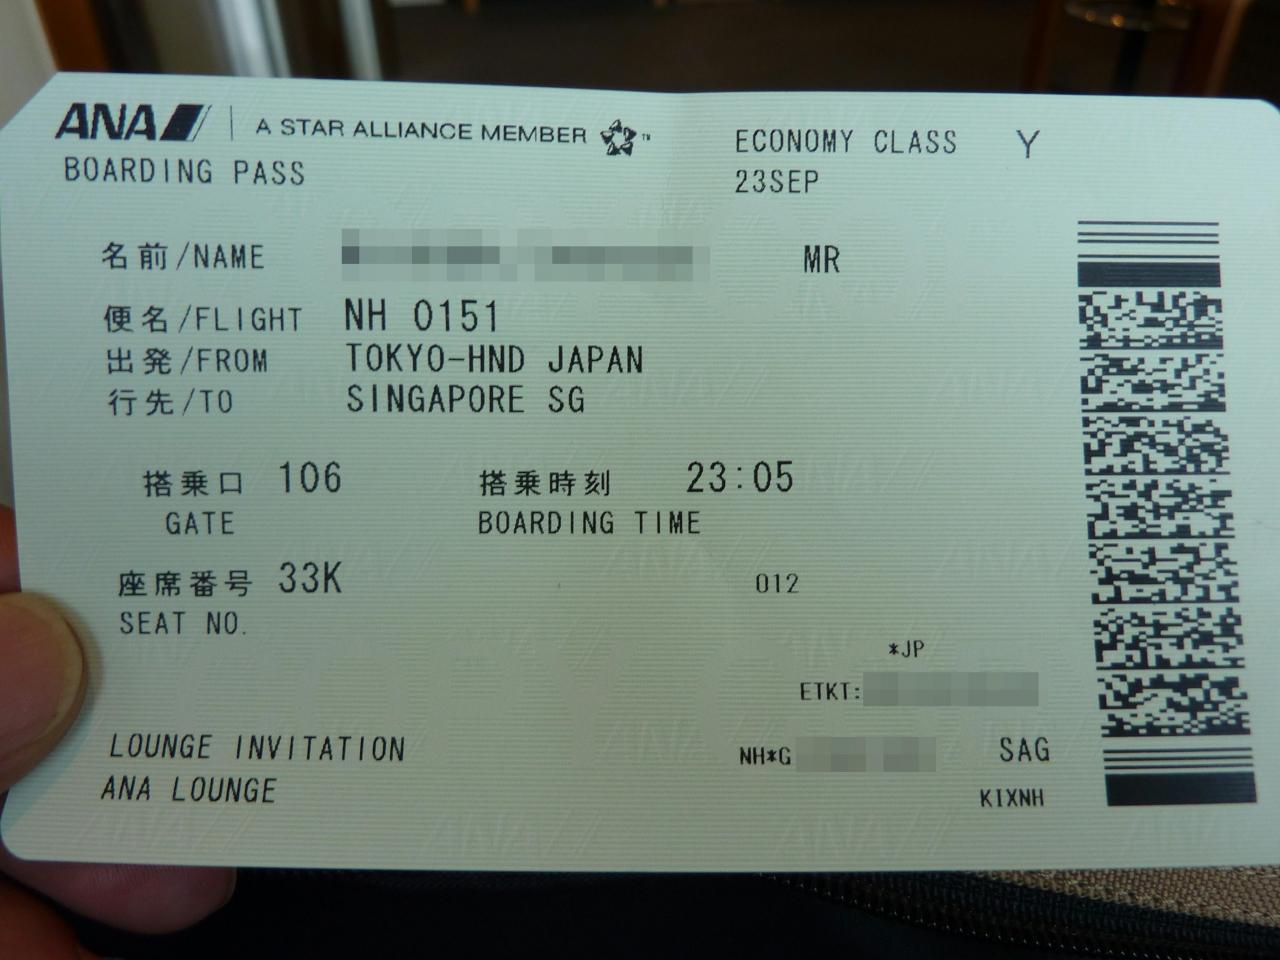 ANA A STAR ALLIANCE MEMBER TM
BOARDING PASS
ECONOMY CLASS Y
23SEP
名前/NAME MR
便名/FLIGHT NH 0151
出発/FROM TOKYO-HND JAPAN
行先/TO SINGAPORE SG
搭乗口 106 搭乗時刻 23:05
GATE BOARDING TIME
座席番号 33K 012
SEAT NO.
*JP
ETKT:
LOUNGE INVITATION NH*G SAG
ANA LOUNGE KIXNH